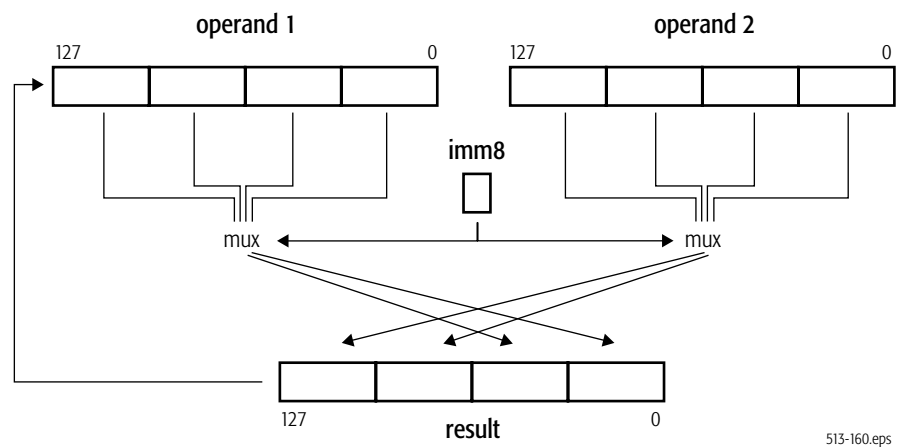 operand 1 operand 2
127 0 127 0
imm8
mux mux
127 0
result
513-160.eps